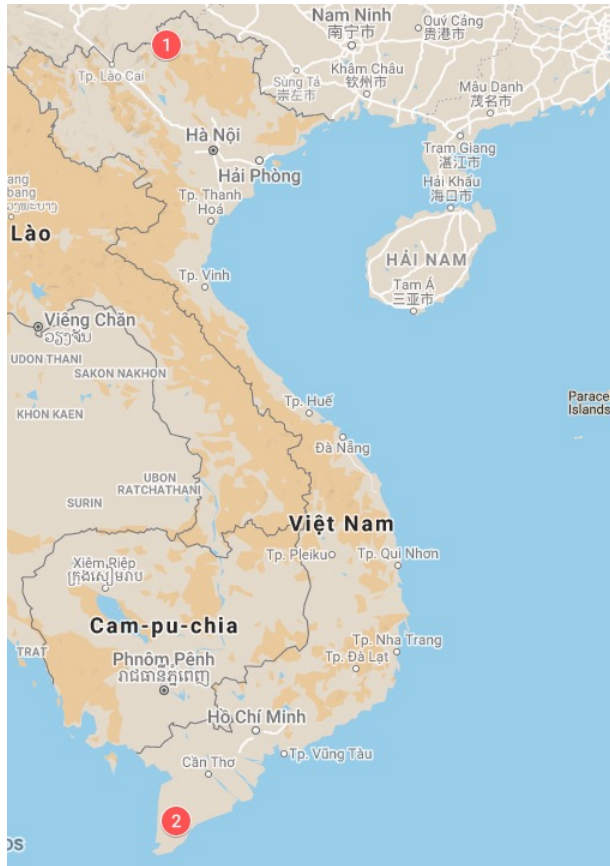 Nam Ninh
南宁市
Quý Cảng
贵港市
1
Tp. Lào Cai
Sùng Tả
崇左市
Khâm Châu
钦州市
Mậu Danh
茂名市
Hà Nội
Hải Phòng
Trạm Giang
湛江市
Tp. Thanh
Hoá
Hải Khẩu
海口市
ang
bang
Lào
HẢI NAM
Tam Á
三亚市
Tp. Vinh
Viêng Chăn
ວຽງຈັນ
UDON THANI
SAKON NAKHON
KHON KAEN
Parace
Islands
Tp. Huế
Đà Nẵng
UBON
RATCHATHANI
SURIN
Việt Nam
Tp. Pleiku
Tp. Qui Nhơn
Xiêm Riệp
ក្រុងសៀមរាប
Cam-pu-chia
TRAT
Tp. Nha Trang
Tp. Đà Lạt
Phnôm Pênh
រាជធានីភ្នំពេញ
Hồ Chí Minh
Tp. Vũng Tàu
Cần Thơ
2
OS